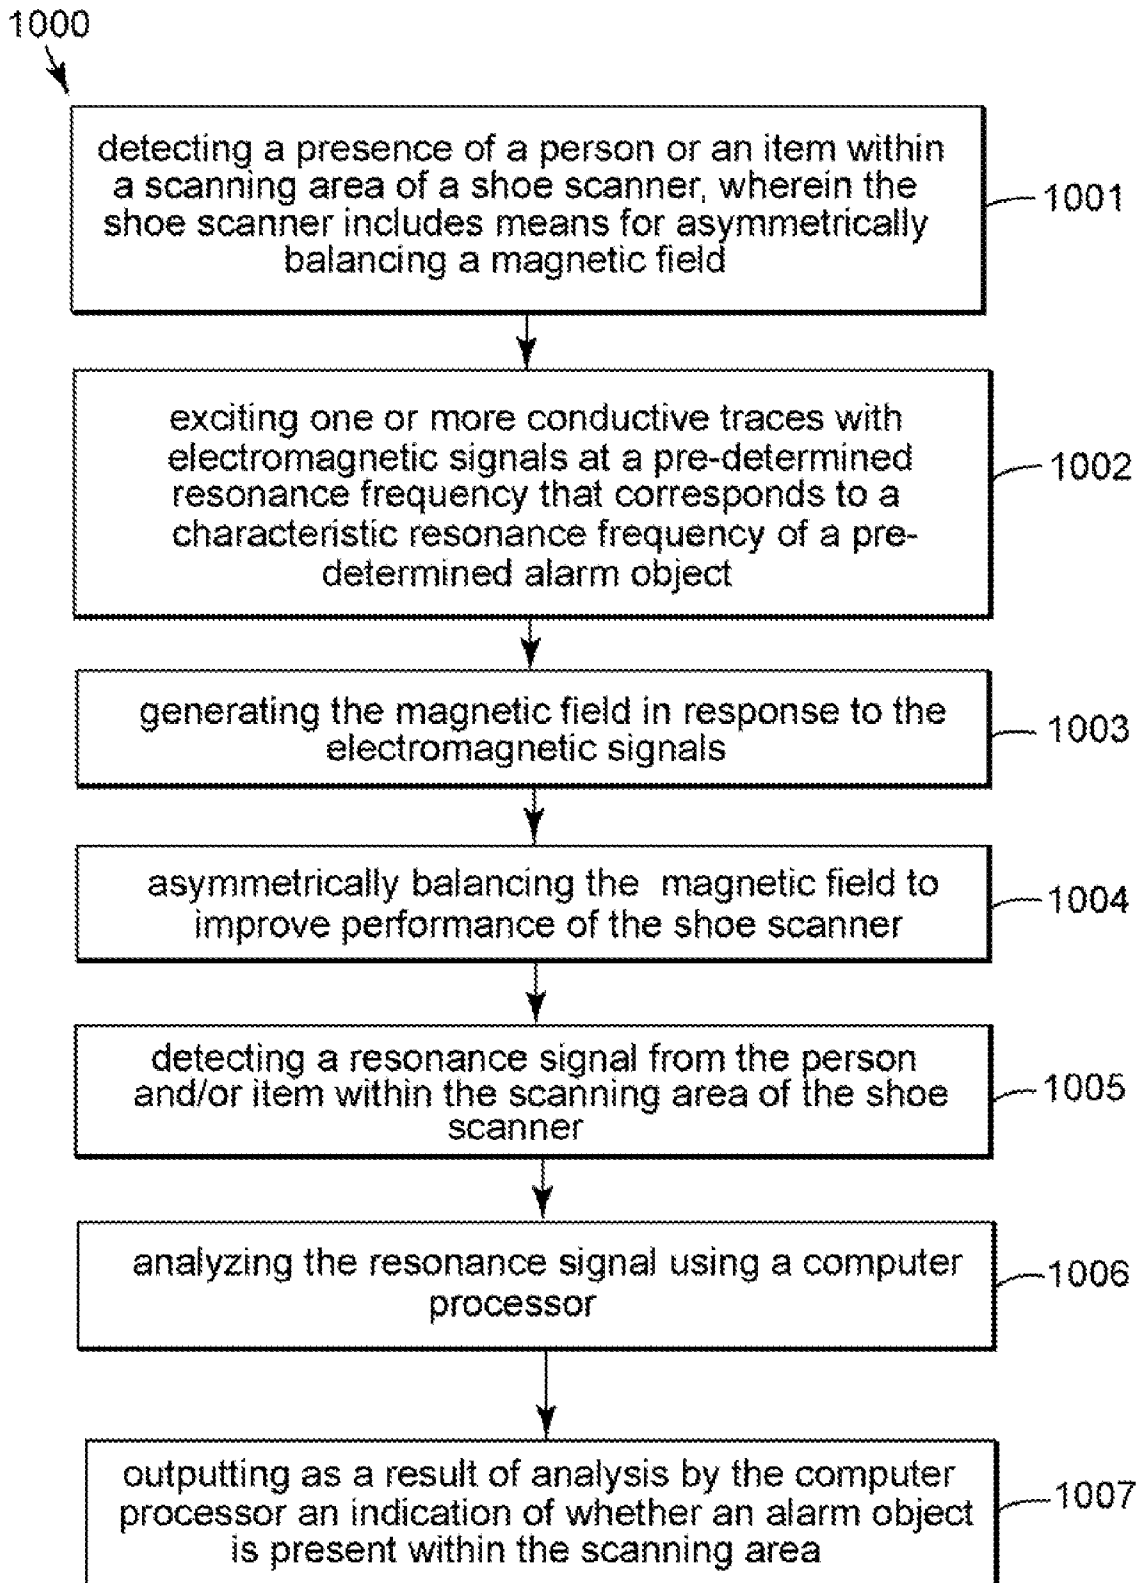 1000
detecting a presence of a person or an item within
a scanning area of a shoe scanner, wherein the
shoe scanner includes means for asymmetrically
balancing a magnetic field
1001
exciting one or more conductive traces with
electromagnetic signals at a pre-determined
resonance frequency that corresponds to a
characteristic resonance frequency of a pre-
determined alarm object
1002
generating the magnetic field in response to the
electromagnetic signals
1003
asymmetrically balancing the magnetic field to
improve performance of the shoe scanner
1004
detecting a resonance signal from the person
and/or item within the scanning area of the shoe
scanner
1005
analyzing the resonance signal using a computer
processor
1006
outputting as a result of analysis by the computer
processor an indication of whether an alarm object
is present within the scanning area
1007